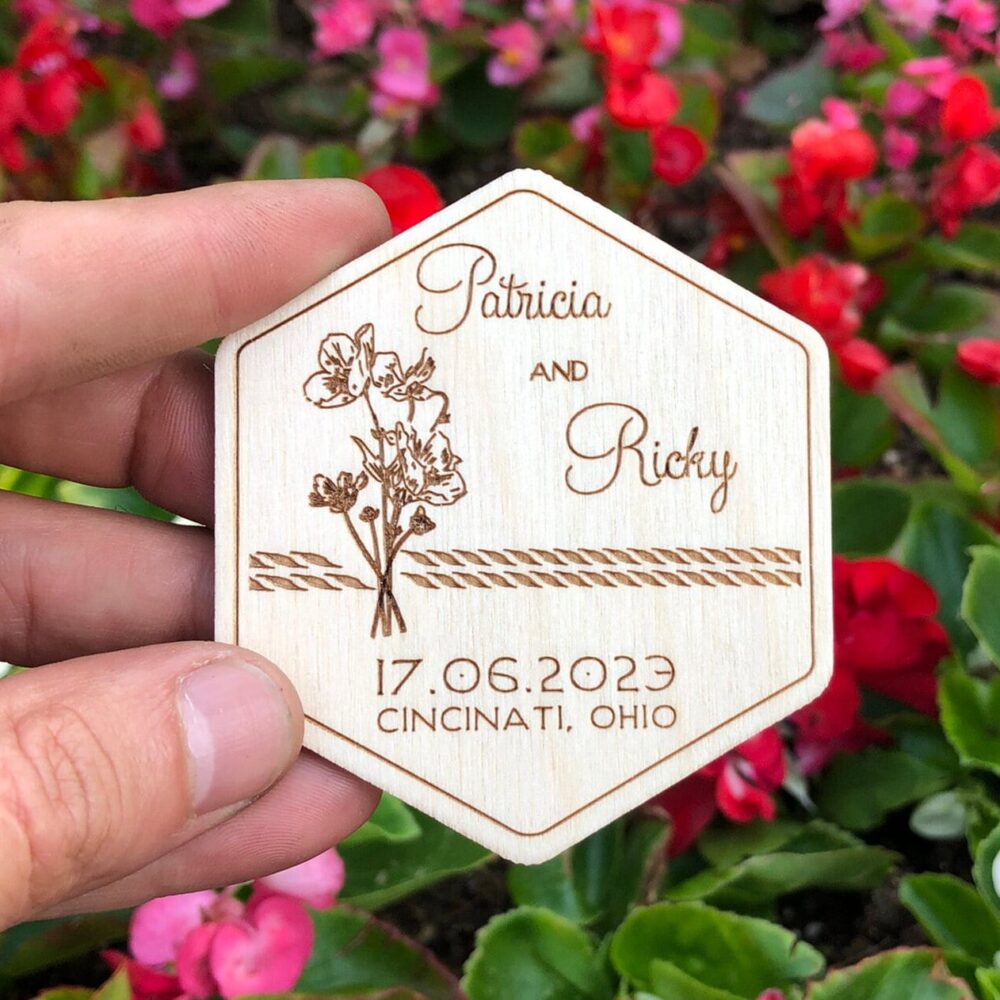 Patricia
AND
Ricky
17.06.2023
CINCINATI, OHIO